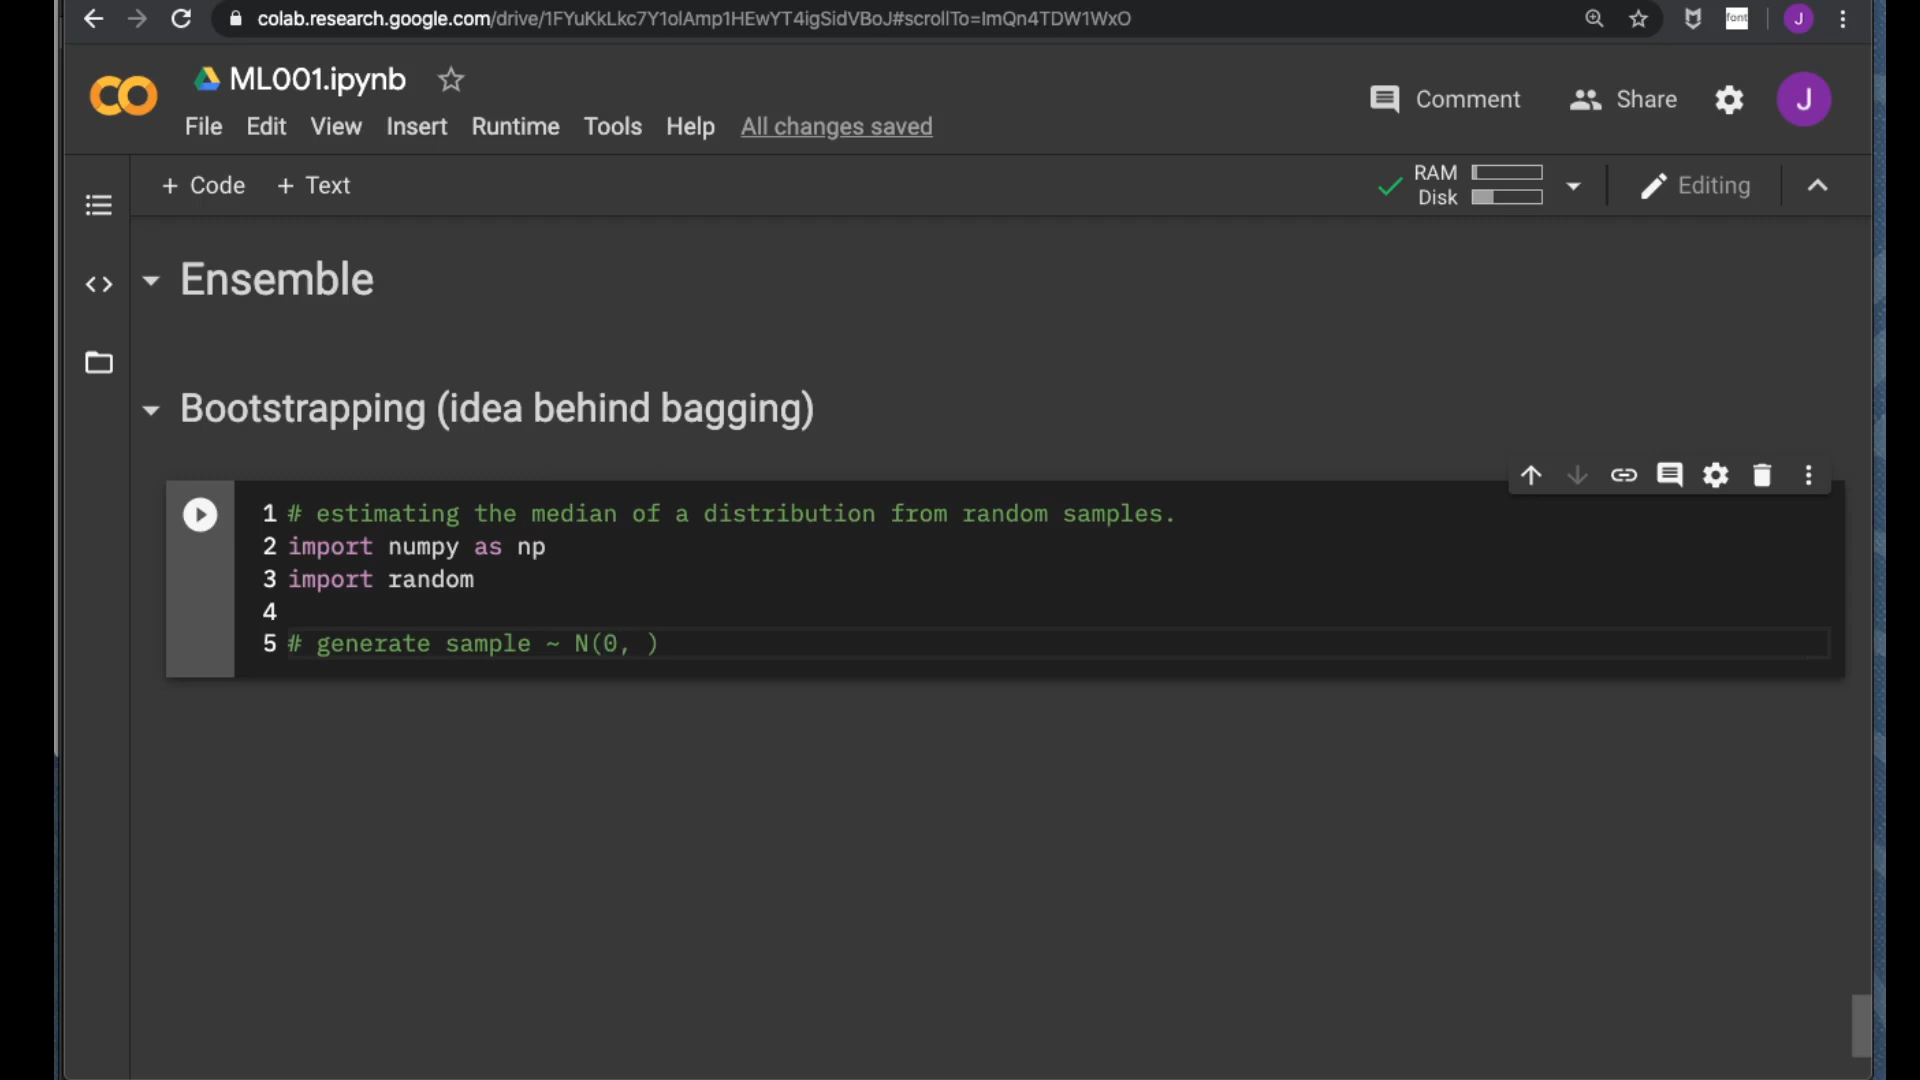 colab.research.google.com/drive/1FYuKkLkc7Y1olAmp1HEwYT4igSidVBoJ#scrollTo=ImQn4TDW1WxO
font
J
ML001.ipynb
Comment
Share
J
File Edit View Insert Runtime Tools Help All changes saved
+ Code + Text
RAM
Disk
Editing
Ensemble
Bootstrapping (idea behind bagging)
1 # estimating the median of a distribution from random samples.
2 import numpy as np
3 import random
4
5 # generate sample ~ N(0, )